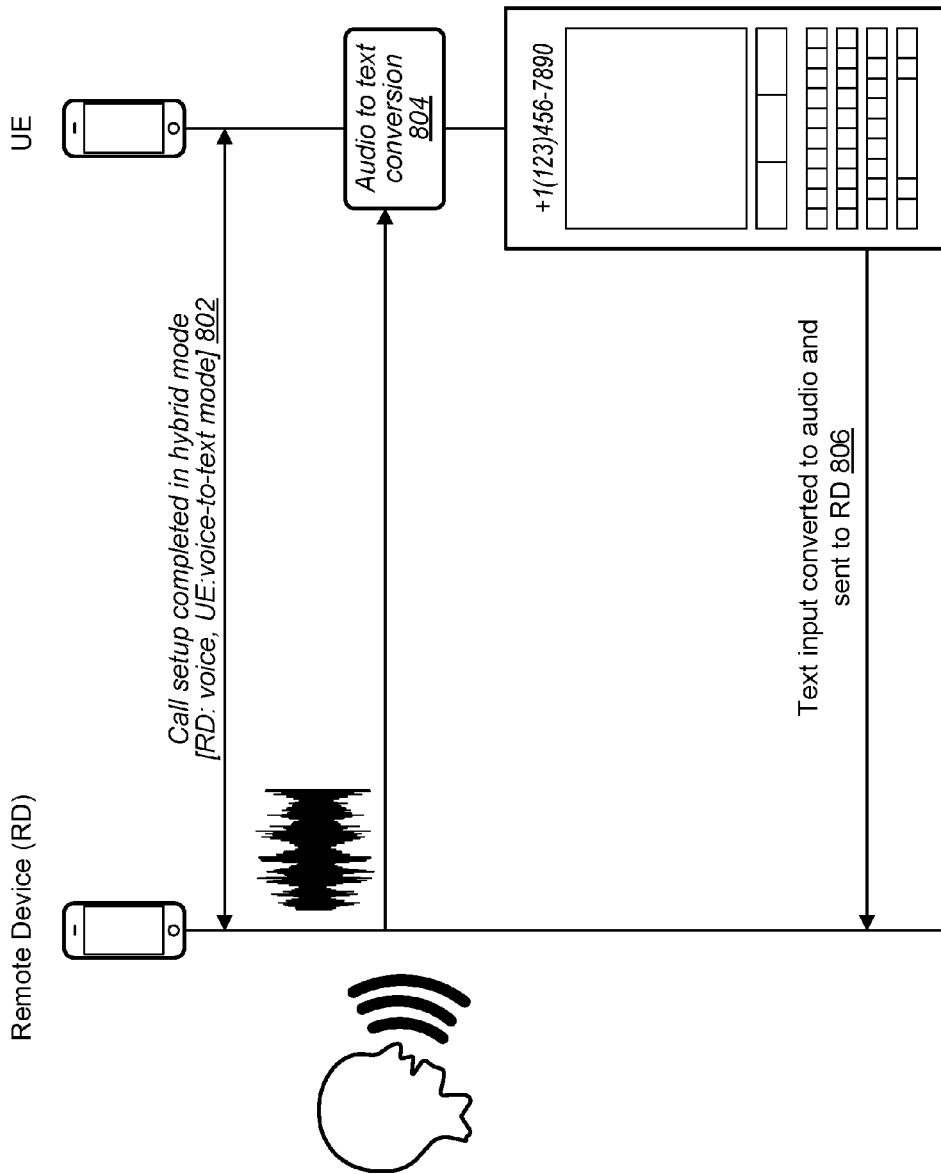 Remote Device (RD)
UE
Call setup completed in hybrid mode
[RD: voice, UE:voice-to-text mode] 802
Audio to text
conversion
804
+1(123)456-7890
Text input converted to audio and
sent to RD 806